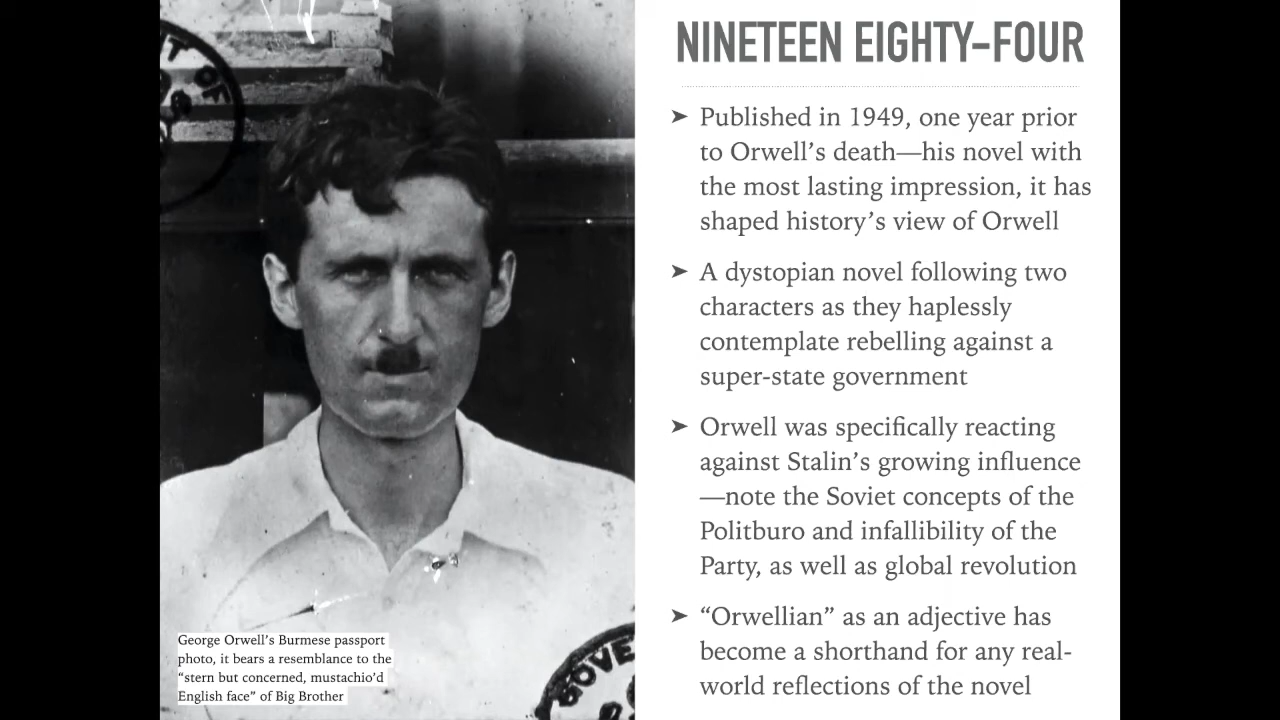 NINETEEN EIGHTY-FOUR
➤ Published in 1949, one year prior
to Orwell’s death—his novel with
the most lasting impression, it has
shaped history’s view of Orwell
➤ A dystopian novel following two
characters as they haplessly
contemplate rebelling against a
super-state government
➤ Orwell was specifically reacting
against Stalin’s growing influence
—note the Soviet concepts of the
Politburo and infallibility of the
Party, as well as global revolution
➤ “Orwellian” as an adjective has
become a shorthand for any real-
world reflections of the novel
T OF
George Orwell’s Burmese passport
photo, it bears a resemblance to the
“stern but concerned, mustachio’d
English face” of Big Brother
GOVE